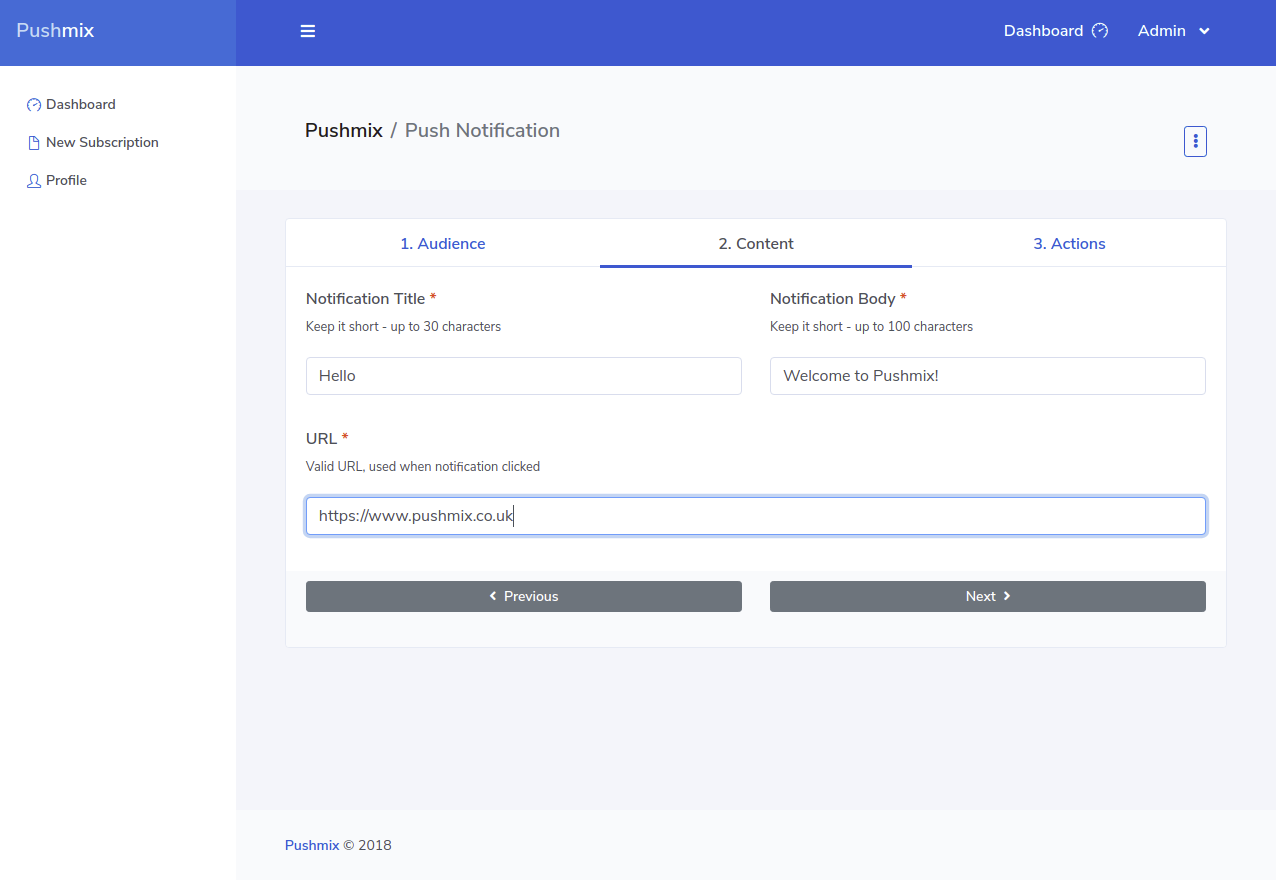 Pushmix
Dashboard
Admin
Dashboard
New Subscription
Profile
Pushmix / Push Notification
1. Audience
2. Content
3. Actions
Notification Title *
Keep it short - up to 30 characters
Hello
Notification Body *
Keep it short - up to 100 characters
Welcome to Pushmix!
URL *
Valid URL, used when notification clicked
https://www.pushmix.co.uk
Previous
Next
Pushmix © 2018